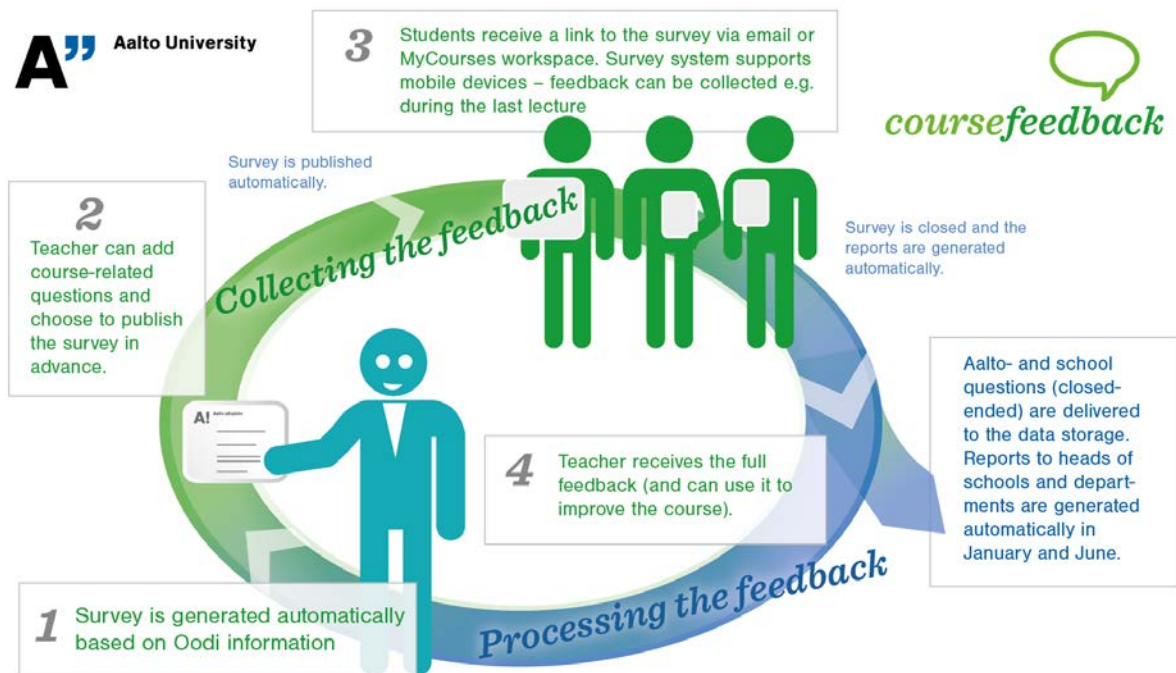 A”
Aalto University
3
Students receive a link to the survey via email or
MyCourses workspace. Survey system supports
mobile devices – feedback can be collected e.g.
during the last lecture
coursefeedback
Survey is published
automatically.
2
Teacher can add
course-related
questions and
choose to publish
the survey in
advance.
Collecting the feedback
Survey is closed and the
reports are generated
automatically.
Aalto- and school
questions (closed-
ended) are delivered
to the data storage.
Reports to heads of
schools and depart-
ments are generated
automatically in
January and June.
A!
4
Teacher receives the full
feedback (and can use it to
improve the course).
Processing the feedback
1
Survey is generated automatically
based on Oodi information